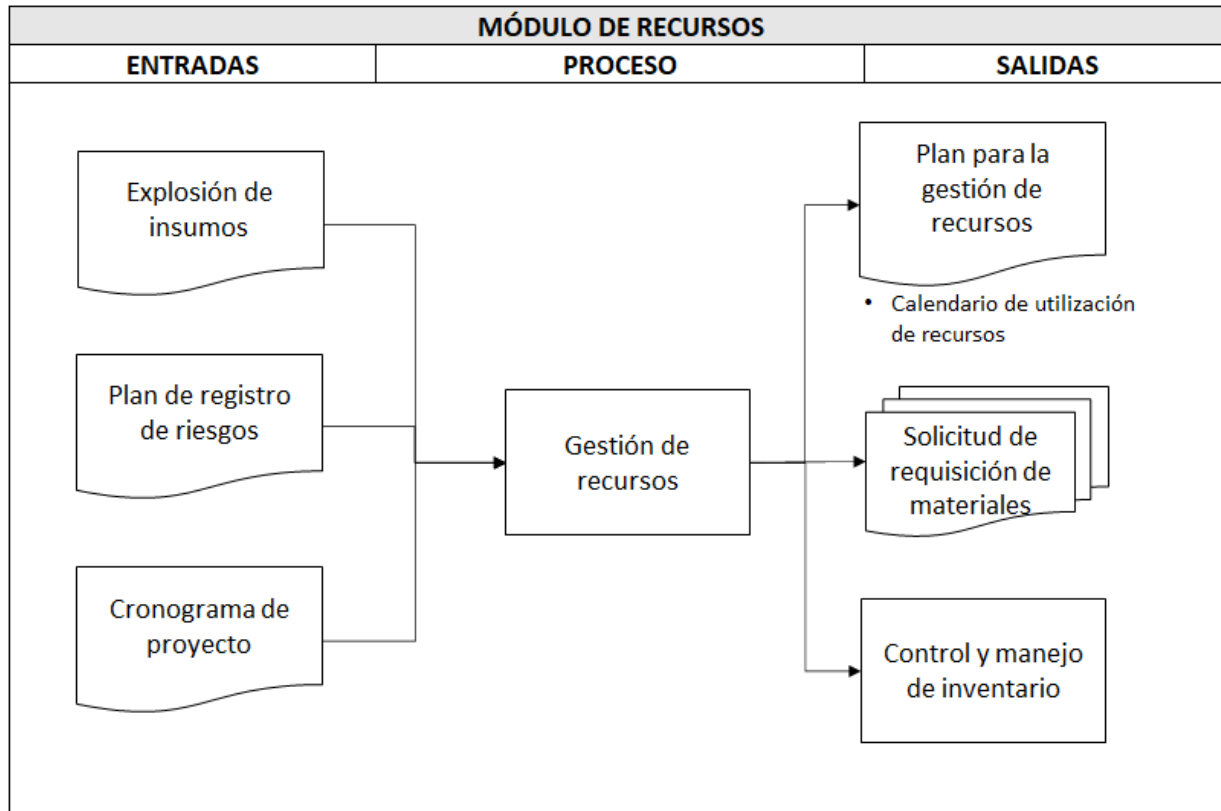 MÓDULO DE RECURSOS
ENTRADAS
PROCESO
SALIDAS
Explosión de
insumos
Plan de registro
de riesgos
Cronograma de
proyecto
Gestión de
recursos
Plan para la
gestión de
recursos
• Calendario de utilización
de recursos
Solicitud de
requisición de
materiales
Control y manejo
de inventario